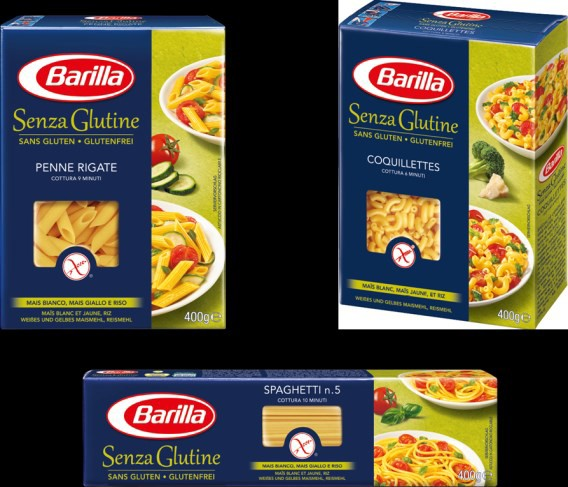 Barilla
Senza Glutine
SANS GLUTEN • GLUTENFREI
PENNE RIGATE
COTTURA 9 MINUTI
MAIS BIANCO, MAIS GIALLO E RISO
MAÏS BLANC ET JAUNE, RIZ
WEIßES UND GELBES MAISMEHL, REISMEHL
400g
Barilla
Senza Glutine
SANS GLUTEN • GLUTENFREI
COQUILLETTES
COTTURA 6 MINUTI
MAÏS BLANC, MAÏS JAUNE, ET RIZ
WEISSES UND GELBES MAISMEHL, REISMEHL
400g
Barilla
Barilla
Senza Glutine
SANS GLUTEN • GLUTENFREI
SPAGHETTI n.5
COTTURA 10 MINUTI
MAIS BIANCO, MAIS GIALLO E RISO
MAÏS BLANC ET JAUNE, RIZ
WEIßES UND GELBES MAISMEHL, REISMEHL
400g